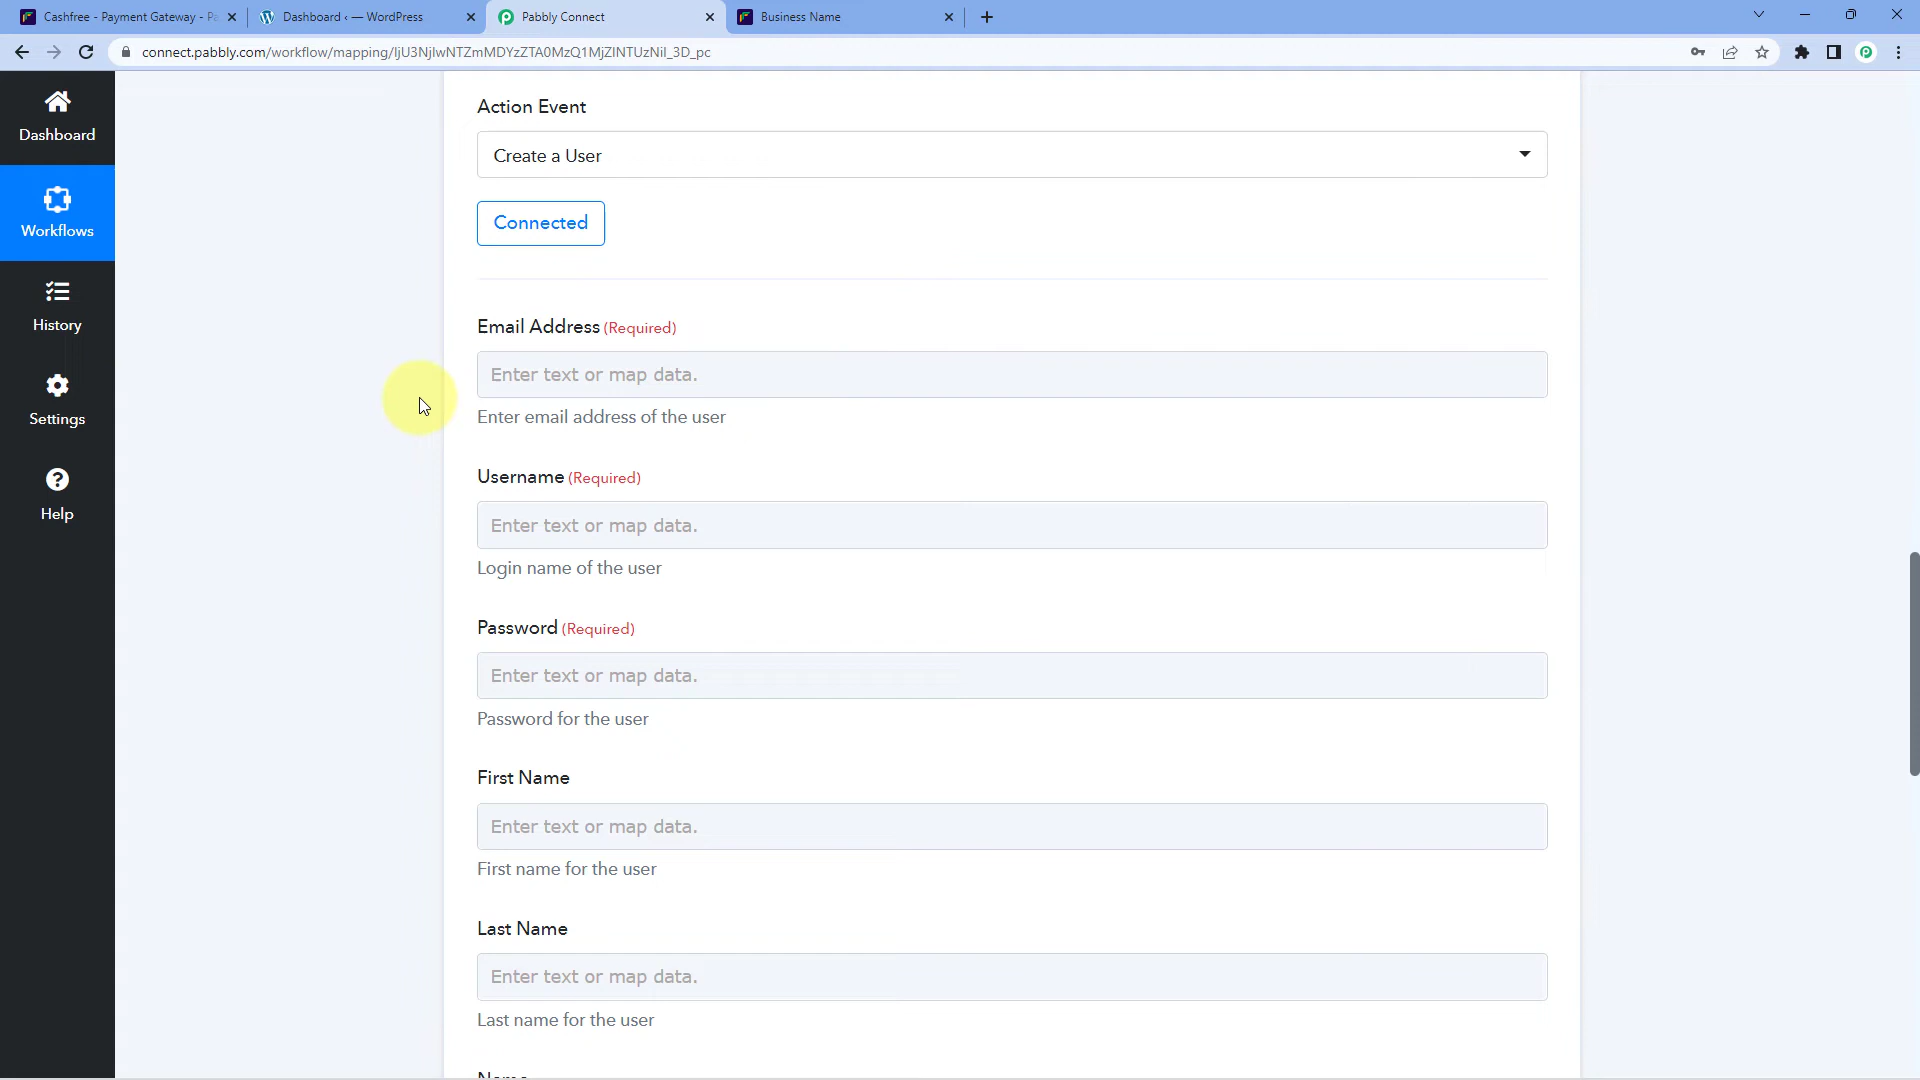 Cashfree - Payment Gateway - Pa
Dashboard ‹ — WordPress
Pabbly Connect
Business Name
connect.pabbly.com/workflow/mapping/IjU3NjIwNTZmMDYzZTA0MzQ1MjZlNTUzNiI_3D_pc
Dashboard
Workflows
History
Settings
Help
Action Event
Create a User
Connected
Email Address (Required)
Enter text or map data.
Enter email address of the user
Username (Required)
Enter text or map data.
Login name of the user
Password (Required)
Enter text or map data.
Password for the user
First Name
Enter text or map data.
First name for the user
Last Name
Enter text or map data.
Last name for the user